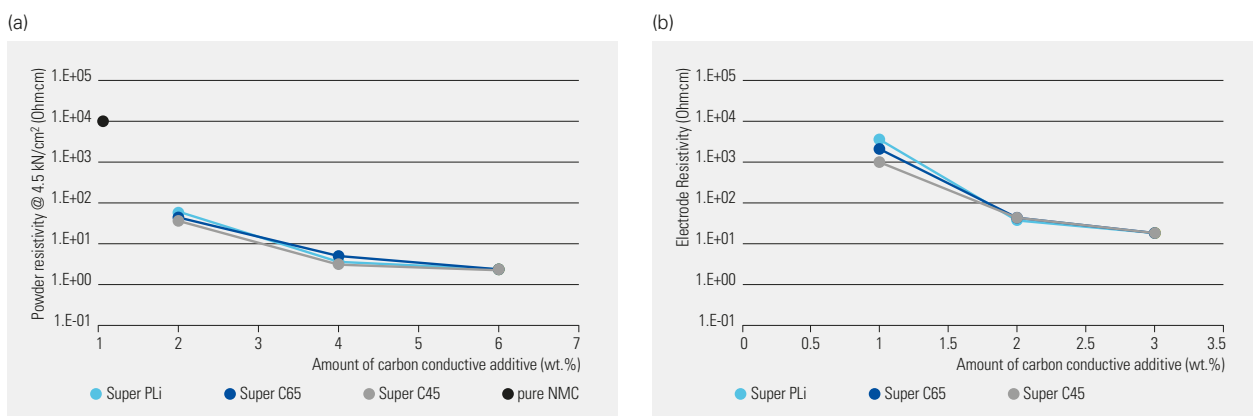 (a)
Powder resistivity @ 4.5 kN/cm² (Ohm·cm)
1.E+05
1.E+04
1.E+03
1.E+02
1.E+01
1.E+00
1.E-01
1 2 3 4 5 6 7
Amount of carbon conductive additive (wt.%)
Super PLi Super C65 Super C45 pure NMC
(b)
Electrode Resistivity (Ohm·cm)
1.E+05
1.E+04
1.E+03
1.E+02
1.E+01
1.E+00
1.E-01
0 0.5 1 1.5 2 2.5 3 3.5
Amount of carbon conductive additive (wt.%)
Super PLi Super C65 Super C45